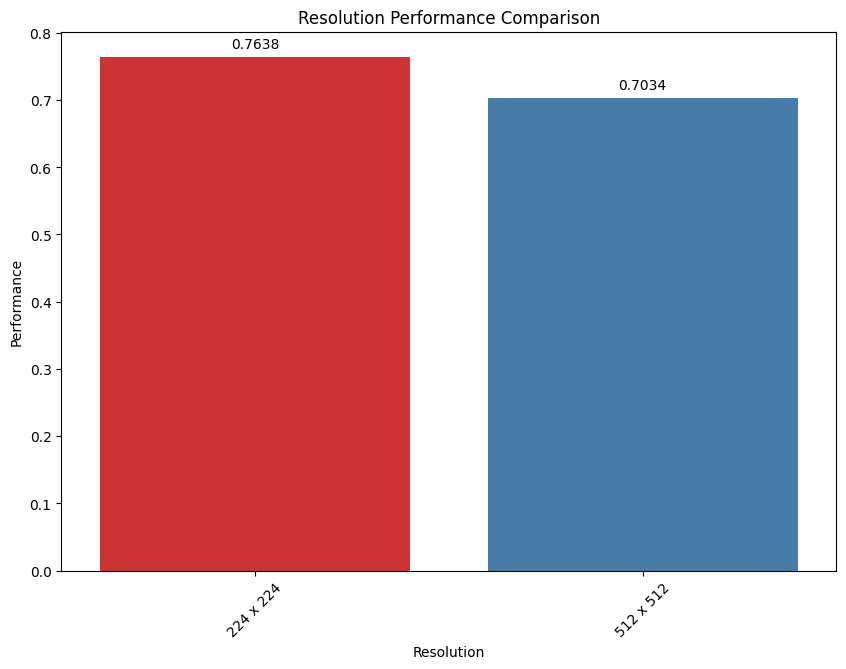 Resolution Performance Comparison
0.8
0.7638
0.7034
0.7
0.6
0.5
0.4
0.3
0.2
0.1
0.0
Performance
224 x 224
512 x 512
Resolution